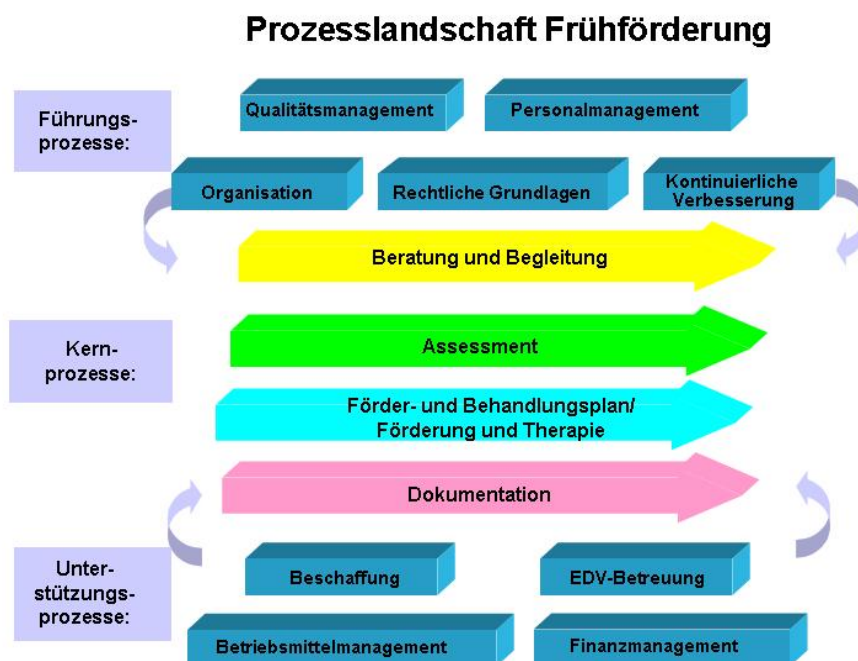 Prozesslandschaft Frühförderung
Führungs-
prozesse:
Qualitätsmanagement
Personalmanagement
Organisation
Rechtliche Grundlagen
Kontinuierliche
Verbesserung
Beratung und Begleitung
Kern-
prozesse:
Assessment
Förder- und Behandlungsplan/
Förderung und Therapie
Dokumentation
Unter-
stützungs-
prozesse:
Beschaffung
EDV-Betreuung
Betriebsmittelmanagement
Finanzmanagement